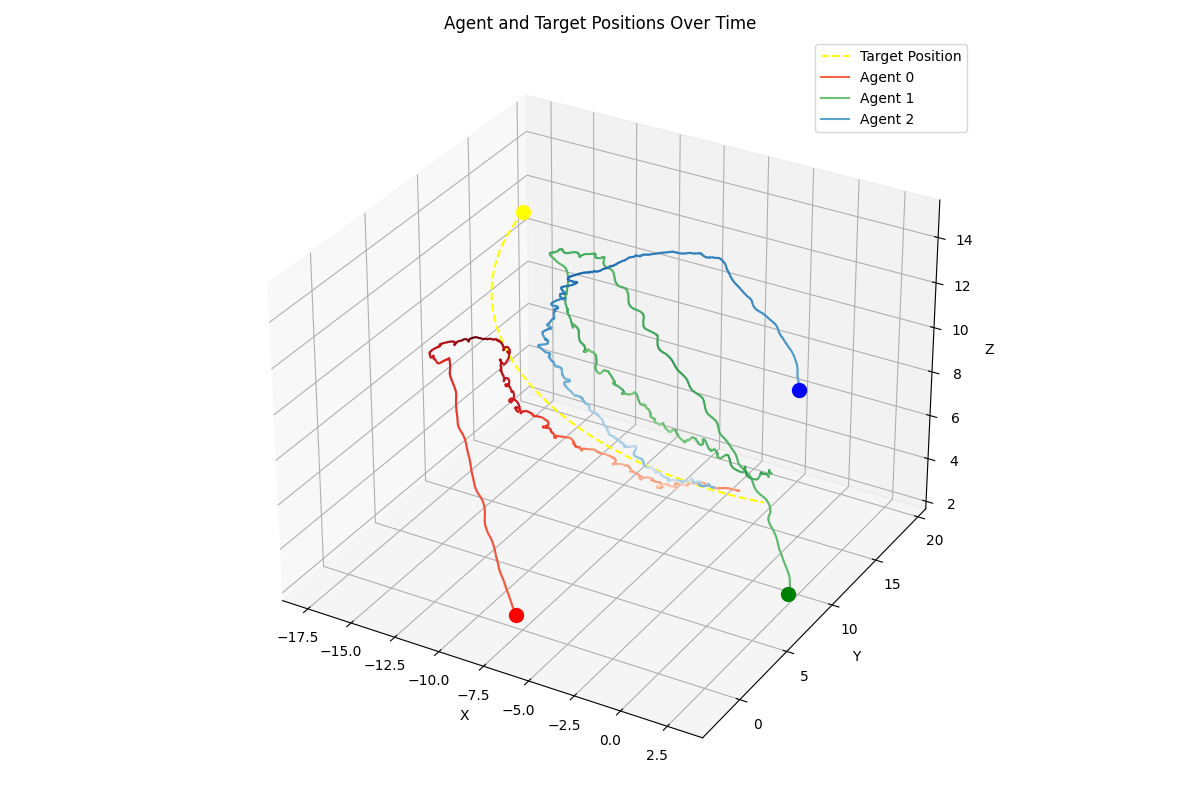 Agent and Target Positions Over Time
Target Position
Agent 0
Agent 1
Agent 2
14
12
10
8
6
4
2
Z
20
15
10
5
0
Y
−17.5
−15.0
−12.5
−10.0
−7.5
−5.0
−2.5
0.0
2.5
X